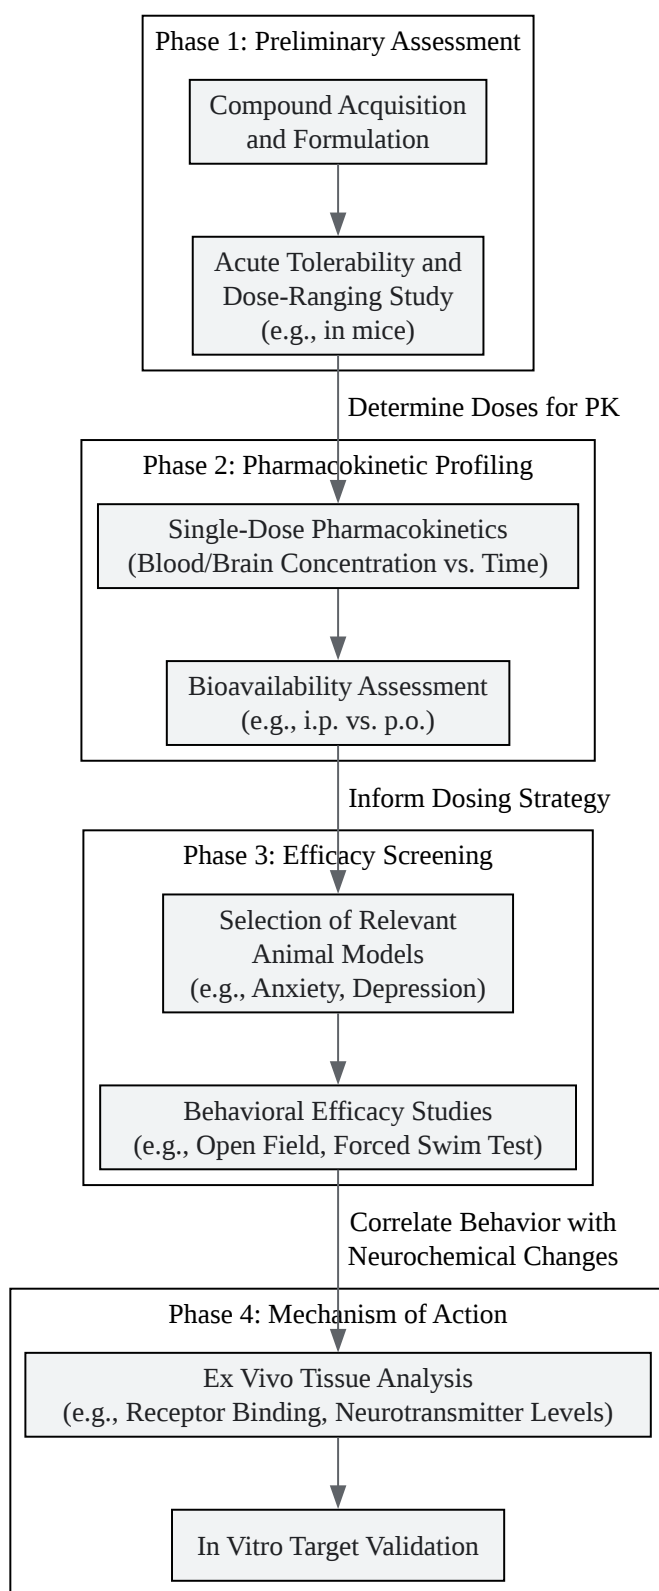 Phase 1: Preliminary Assessment
Compound Acquisition
and Formulation
Acute Tolerability and
Dose-Ranging Study
(e.g., in mice)
Determine Doses for PK
Phase 2: Pharmacokinetic Profiling
Single-Dose Pharmacokinetics
(Blood/Brain Concentration vs. Time)
Bioavailability Assessment
(e.g., i.p. vs. p.o.)
Inform Dosing Strategy
Phase 3: Efficacy Screening
Selection of Relevant
Animal Models
(e.g., Anxiety, Depression)
Behavioral Efficacy Studies
(e.g., Open Field, Forced Swim Test)
Correlate Behavior with
Neurochemical Changes
Phase 4: Mechanism of Action
Ex Vivo Tissue Analysis
(e.g., Receptor Binding, Neurotransmitter Levels)
In Vitro Target Validation